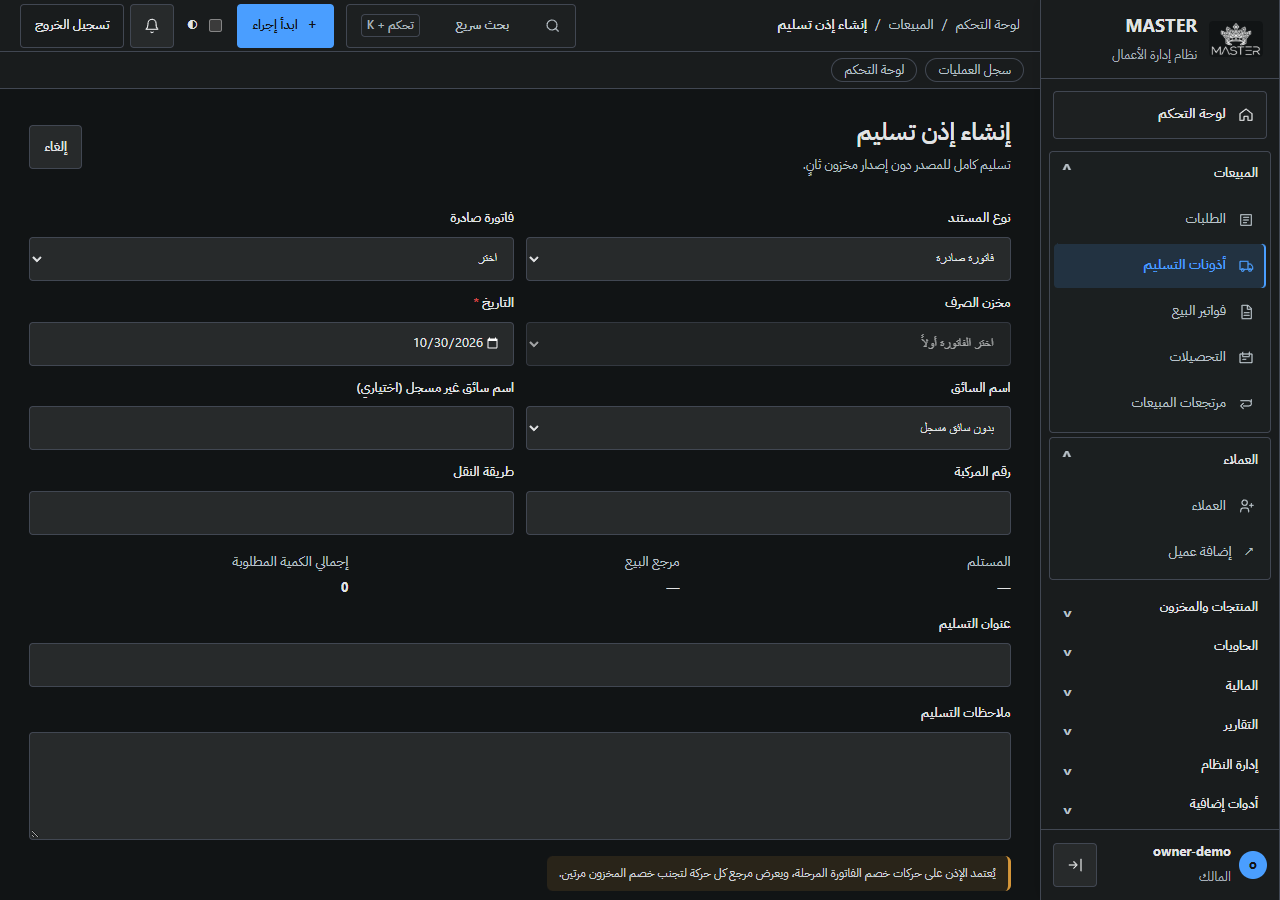 MASTER
MASTER
نظام إدارة الأعمال
لوحة التحكم
المبيعات
الطلبات
أذونات التسليم
فواتير البيع
التحصيلات
مرتجعات المبيعات
العملاء
العملاء
إضافة عميل
المنتجات والمخزون
الحاويات
المالية
التقارير
إدارة النظام
أدوات إضافية
owner-demo
المالك
o
لوحة التحكم / المبيعات / إنشاء إذن تسليم
بحث سريع تحكم + K
+ ابدأ إجراء
تسجيل الخروج
سجل العمليات لوحة التحكم
إنشاء إذن تسليم
تسليم كامل للمصدر دون إصدار مخزون ثانٍ.
إلغاء
نوع المستند فاتورة صادرة
فاتورة صادرة اختر
مخزن الصرف التاريخ *
اختر الفاتورة أولاً 10/30/2026
اسم السائق اسم سائق غير مسجل (اختياري)
بدون سائق مسجل
رقم المركبة طريقة النقل
المستلم مرجع البيع إجمالي الكمية المطلوبة
— — 0
عنوان التسليم
ملاحظات التسليم
يُعتمد الإذن على حركات خصم الفاتورة المرحلة، ويعرض مرجع كل حركة لتجنب خصم المخزون مرتين.